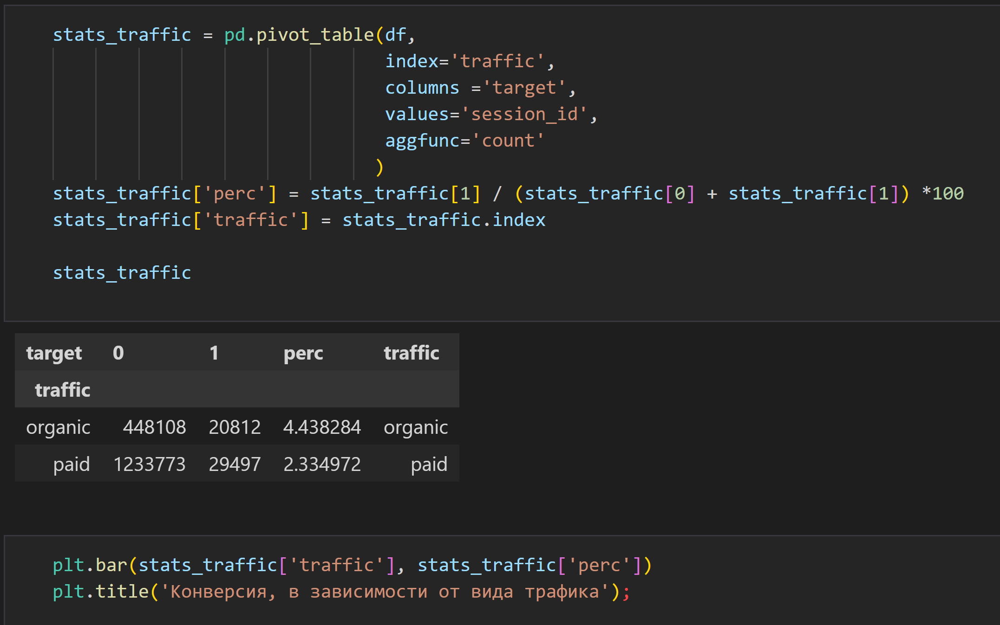 stats_traffic = pd.pivot_table(df,
index='traffic',
columns ='target',
values='session_id',
aggfunc='count'
)
stats_traffic['perc'] = stats_traffic[1] / (stats_traffic[0] + stats_traffic[1]) *100
stats_traffic['traffic'] = stats_traffic.index
stats_traffic
target 0 1 perc traffic
traffic
organic 448108 20812 4.438284 organic
paid 1233773 29497 2.334972 paid
plt.bar(stats_traffic['traffic'], stats_traffic['perc'])
plt.title('Конверсия, в зависимости от вида трафика');